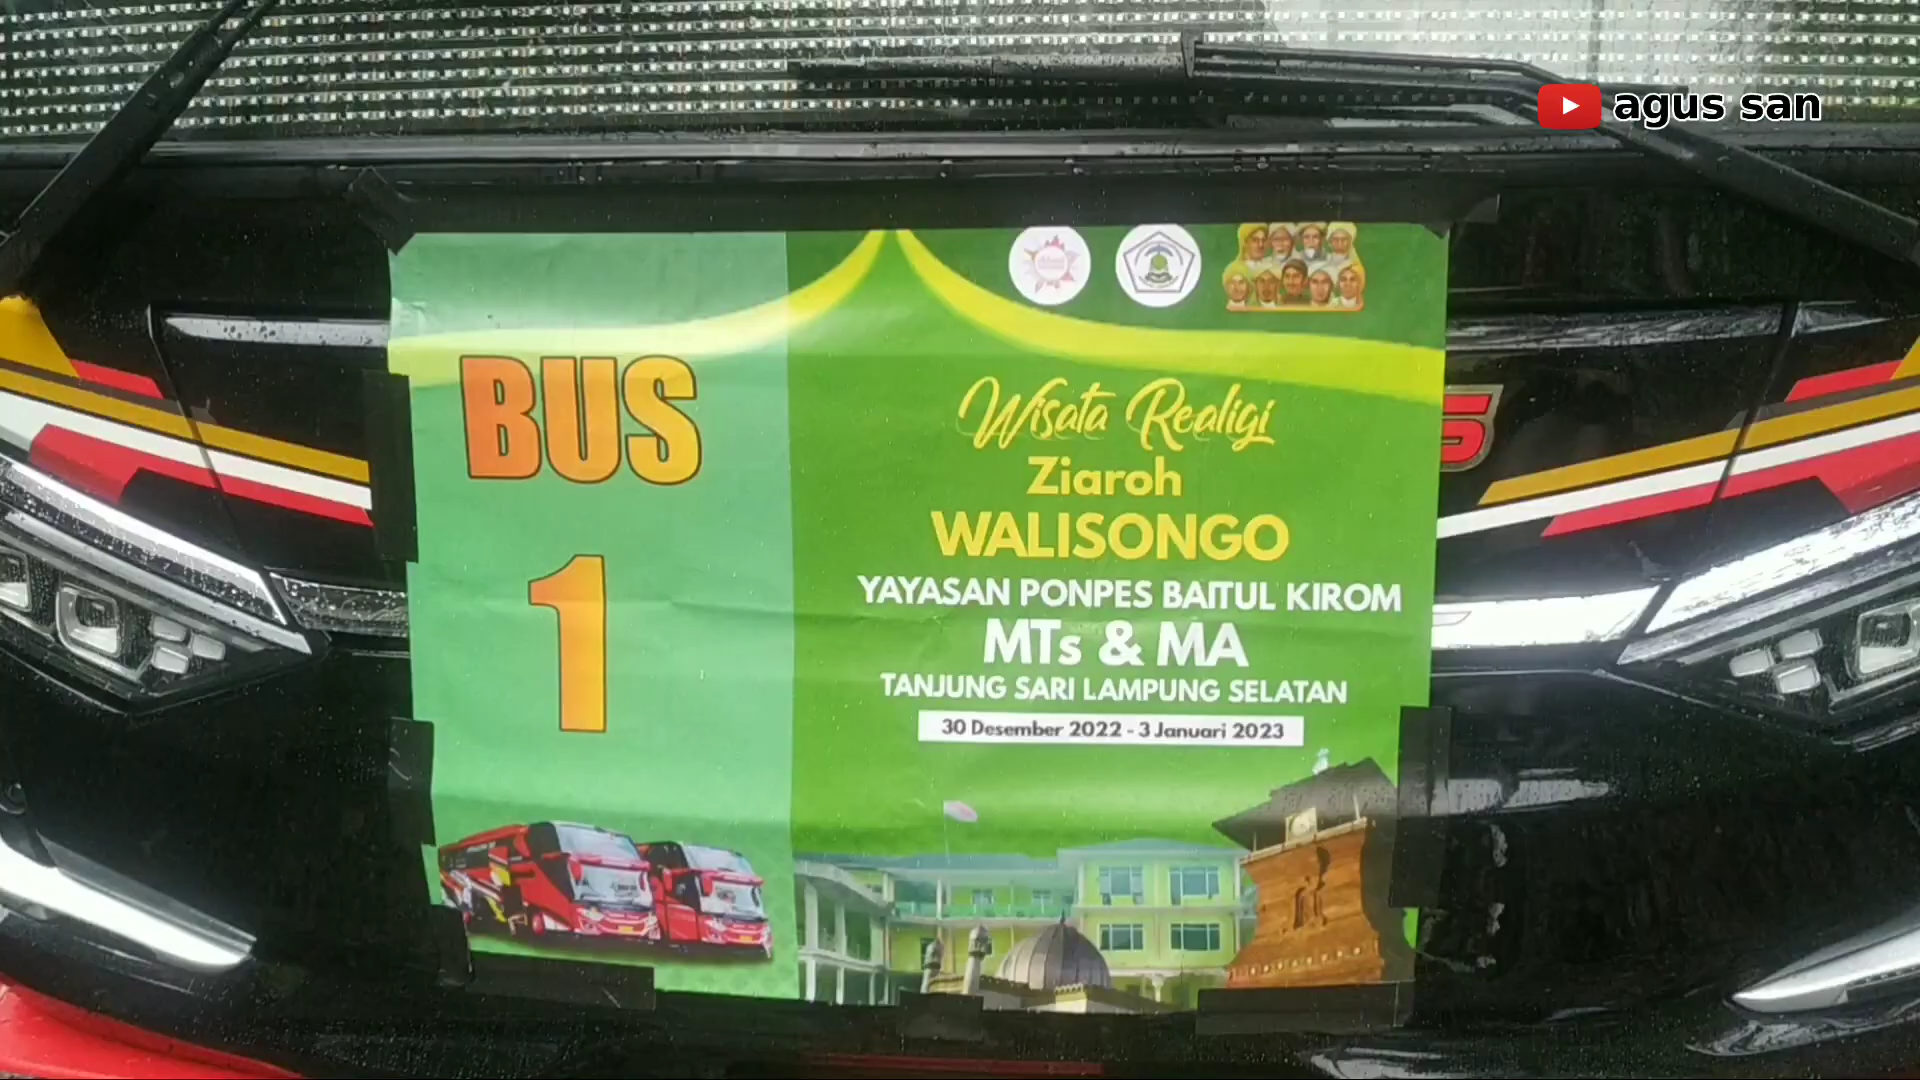 agus san
BUS
1
Wisata Realigi
Ziaroh
WALISONGO
YAYASAN PONPES BAITUL KIROM
MTs & MA
TANJUNG SARI LAMPUNG SELATAN
30 Desember 2022 - 3 Januari 2023